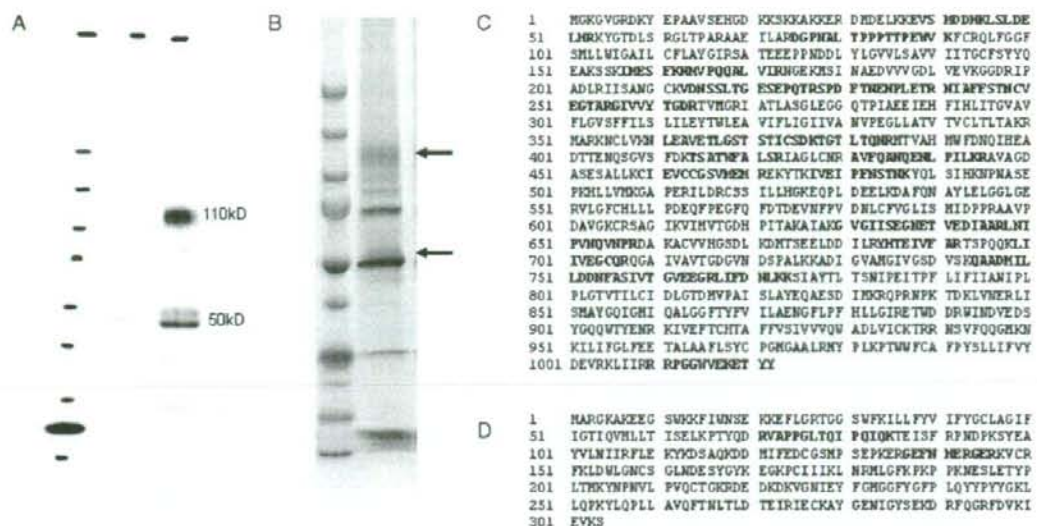 A
110kD
50kD
B
C
1 MGKGVGRDKY EPAAVSEHGD KKSKKAKKER DMDELKKEVS MDDHKLSLDE
51 LHRKYGTDLS RGLTPARAAE ILARDGPNAL TPPPTTPEWV KFCRQLFGGF
101 SMLLWIGAIL CFLAYGIRSA TEEEPPNDDL YLGVVLSAVV IITGCFSYYQ
151 EAKSSKIMES FKNMVPQQAL VIRNGEKMSI NAEDVVVGDL VEVKGGDRIP
201 ADLRIISANG CKVDNSSLTG ESEPQTRSPD FTNENPLETR NIAFFSTNCV
251 EGTARGIVVY TGDRTVMGRI ATLASGLEGG QTPIAEEIEH FIHLITGVAV
301 FLGVSFFILS LILEYTWLEA VIFLIGIIVA NVPEGLLATV TVCLTLTAKR
351 MARKNCLVKN LEAVETLGST STICSDKTGT LTQNRMTVAH MWFDNQIHEA
401 DTTENQSGVS FDKTSATWFA LSRIAGLCNR AVFQANQENL PILKRAVAGD
451 ASESALLKCI EVCCGSVMEM REKYTKIVEI PFNSTNKYQL SIHKNPNASE
501 PKHLLVMKGA PERILDRCSS ILLHGKEQPL DEELKDAFQN AYLELGGLGE
551 RVLGFCHLLL PDEQFPEGFQ FDTDEVNFPV DNLCFVGLIS MIDPPRAAVP
601 DAVGKCRSAG IKVIMVTGDH PITAKAIAKG VGIISEGNET VEDIAARLNI
651 PVNQVNPRDA KACVVHGSDL KDMTSEELDD ILRYHTEIVF ARTSPQQKLI
701 IVEGCQRQGA IVAVTGDGVN DSPALKKADI GVAMGIVGSD VSKQAADMIL
751 LDDNFASIVT GVEEGRLIFD NLKKSIAYTL TSNIPEITPF LIFIIANIPL
801 PLGTVTILCI DLGTDMVPAI SLAYEQAESD IMKRQPRNPK TDKLVNERLI
851 SMAYGQIGMI QALGGFFTYF VILAENGFLP FHLLGIRETW DDRWINDVEDS
901 YGQQWTYENR KIVEFTCHTA FFVSIVVVQW ADLVICKTRR NSVFQQGMKN
951 KILIFGLFEE TALAAFLSYC PGMGAALRMY PLKPTWWFCA FPYSLLIFVY
1001 DEVRKLIIRR RPGGWVEKET YY
D
1 MARGKAKEEG SWKKFIWNSE KKEFLGRTGG SWFKILLFYV IFYGCLAGIF
51 IGTIQVMLLT ISELKPTYQD RVAPPGLTQI PQIQKTEISF RPNDPKSYEA
101 YVLNIIRFLE KYKDSAQKDD MIFEDCGSMP SEPKERGEFN MERGERKVCR
151 FKLDWLGNCS GLNDESYGYK EGKPCIIIKL NRMLGFKPKP PKNESLETYP
201 LTMKYNPNVL PVQCTGKRDE DKDKVGNIEY FGMGGFYGFP LQYYPYYGKL
251 LQPKYLQPLL AVQFTNLTLD TEIRIECKAY GENIGYSEKD RFQGRFDVKI
301 EVKS